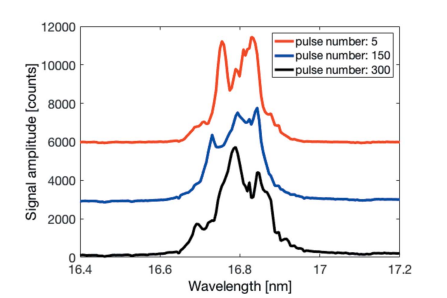 12000
10000
8000
6000
4000
2000
0
Signal amplitude [counts]
pulse number: 5
pulse number: 150
pulse number: 300
16.4
16.6
16.8
17
17.2
Wavelength [nm]